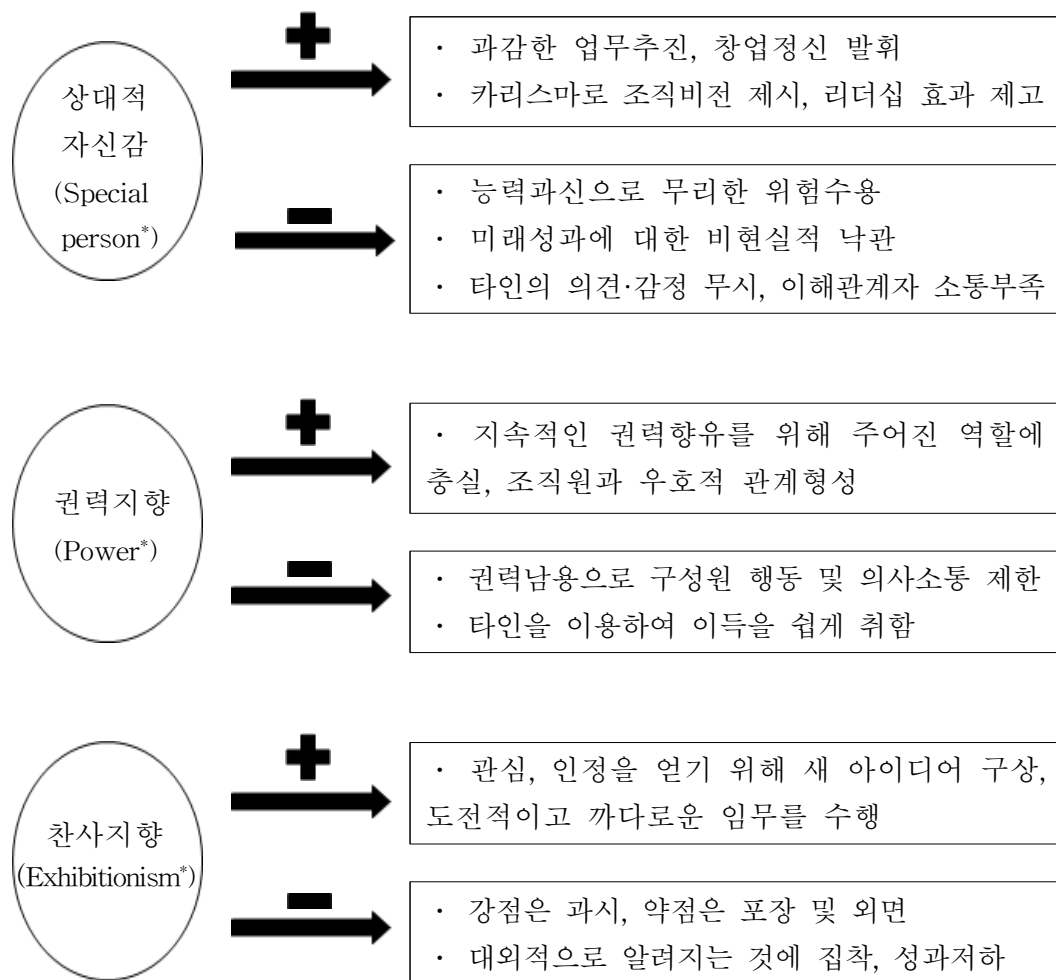 상대적
자신감
(Special
person*)
· 과감한 업무추진, 창업정신 발휘
· 카리스마로 조직비전 제시, 리더십 효과 제고
· 능력과신으로 무리한 위험수용
· 미래성과에 대한 비현실적 낙관
· 타인의 의견·감정 무시, 이해관계자 소통부족
권력지향
(Power*)
· 지속적인 권력향유를 위해 주어진 역할에
충실, 조직원과 우호적 관계형성
· 권력남용으로 구성원 행동 및 의사소통 제한
· 타인을 이용하여 이득을 쉽게 취함
찬사지향
(Exhibitionism*)
· 관심, 인정을 얻기 위해 새 아이디어 구상,
도전적이고 까다로운 임무를 수행
· 강점은 과시, 약점은 포장 및 외면
· 대외적으로 알려지는 것에 집착, 성과저하